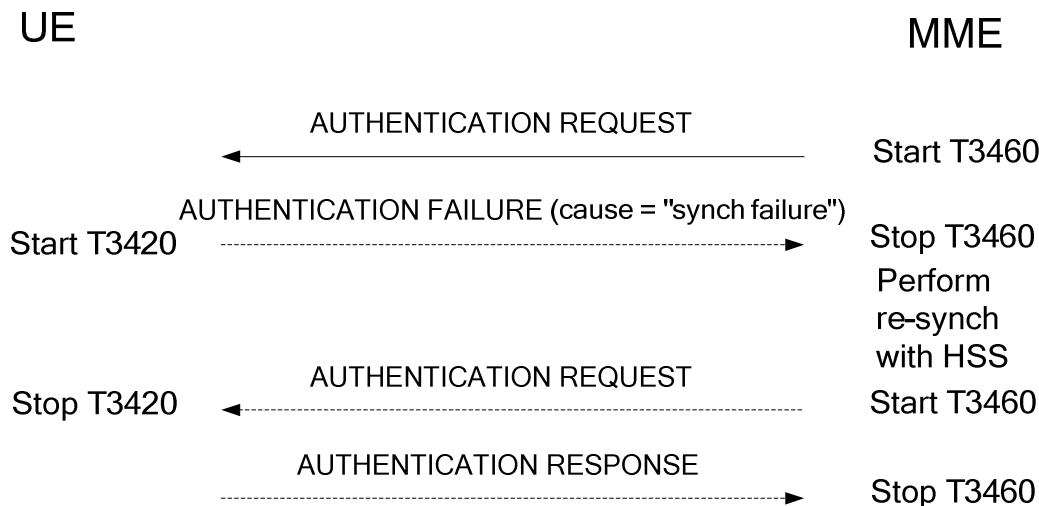 UE
MME
AUTHENTICATION REQUEST
Start T3460
AUTHENTICATION FAILURE (cause = "synch failure")
Start T3420
Stop T3460
Perform
re-synch
with HSS
AUTHENTICATION REQUEST
Stop T3420
Start T3460
AUTHENTICATION RESPONSE
Stop T3460